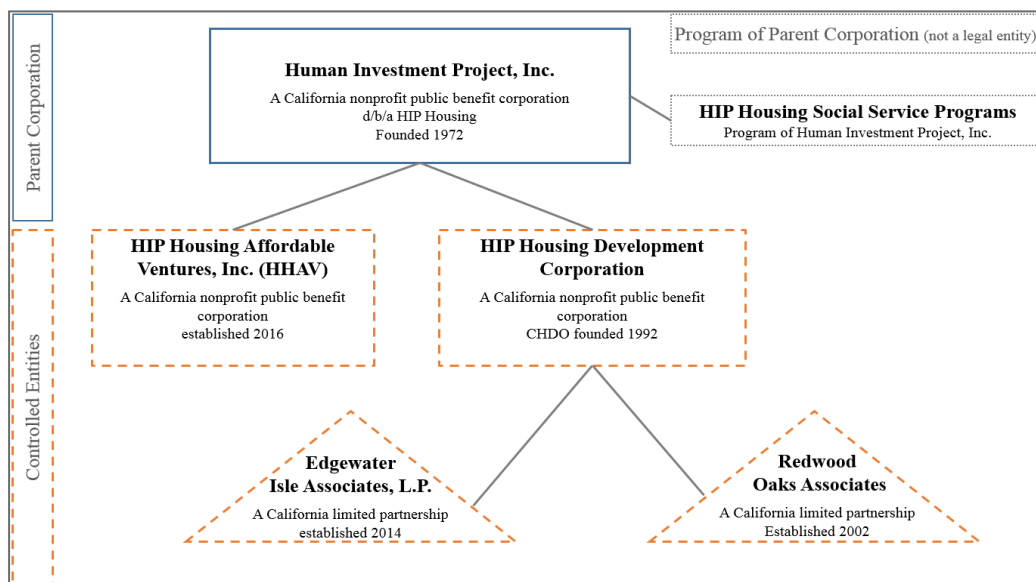 Parent Corporation
Program of Parent Corporation (not a legal entity)
Human Investment Project, Inc.
A California nonprofit public benefit corporation
d/b/a HIP Housing
Founded 1972
HIP Housing Social Service Programs
Program of Human Investment Project, Inc.
Controlled Entities
HIP Housing Affordable
Ventures, Inc. (HHAV)
A California nonprofit public benefit
corporation
established 2016
HIP Housing Development
Corporation
A California nonprofit public benefit
corporation
CHDO founded 1992
Edgewater
Isle Associates, L.P.
A California limited partnership
established 2014
Redwood
Oaks Associates
A California limited partnership
Established 2002